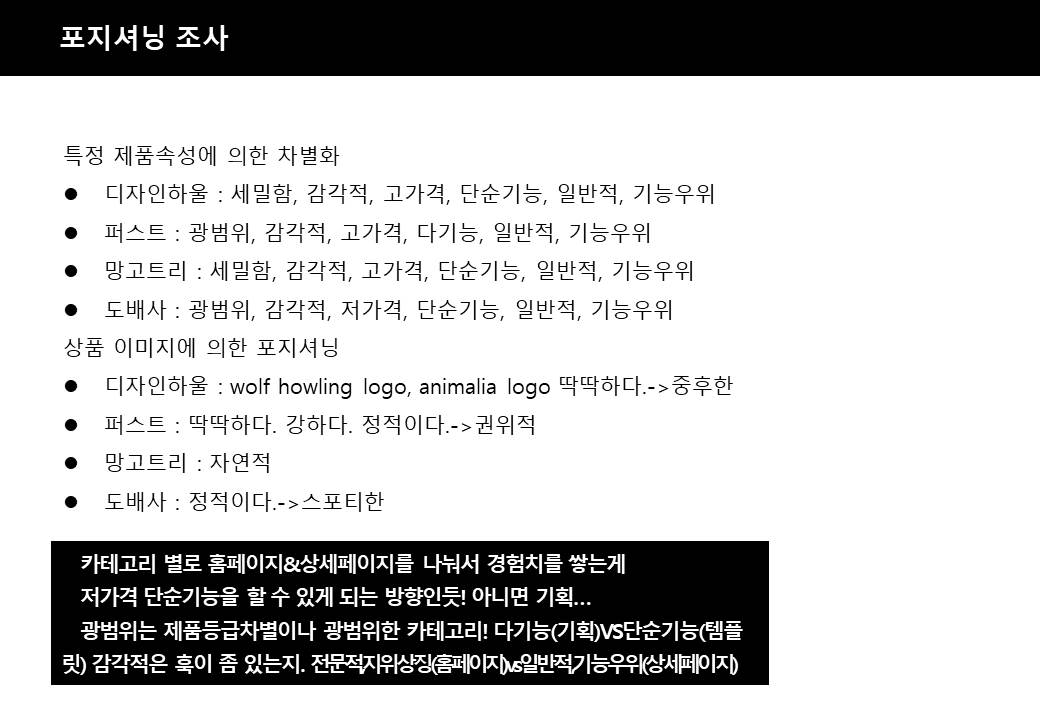 포지셔닝 조사
특정 제품속성에 의한 차별화
● 디자인하울 : 세밀함, 감각적, 고가격, 단순기능, 일반적, 기능우위
● 퍼스트 : 광범위, 감각적, 고가격, 다기능, 일반적, 기능우위
● 망고트리 : 세밀함, 감각적, 고가격, 단순기능, 일반적, 기능우위
● 도배사 : 광범위, 감각적, 저가격, 단순기능, 일반적, 기능우위
상품 이미지에 의한 포지셔닝
● 디자인하울 : wolf howling logo, animalia logo 딱딱하다.->중후한
● 퍼스트 : 딱딱하다. 강하다. 정적이다.->권위적
● 망고트리 : 자연적
● 도배사 : 정적이다.->스포티한
카테고리 별로 홈페이지&상세페이지를 나눠서 경험치를 쌓는게
저가격 단순기능을 할 수 있게 되는 방향인듯! 아니면 기획...
광범위는 제품등급차별이나 광범위한 카테고리! 다기능(기획)VS단순기능(템플
릿) 감각적은 훅이 좀 있는지. 전문적지위상징(홈페이지)vs일반적기능우위(상세페이지)